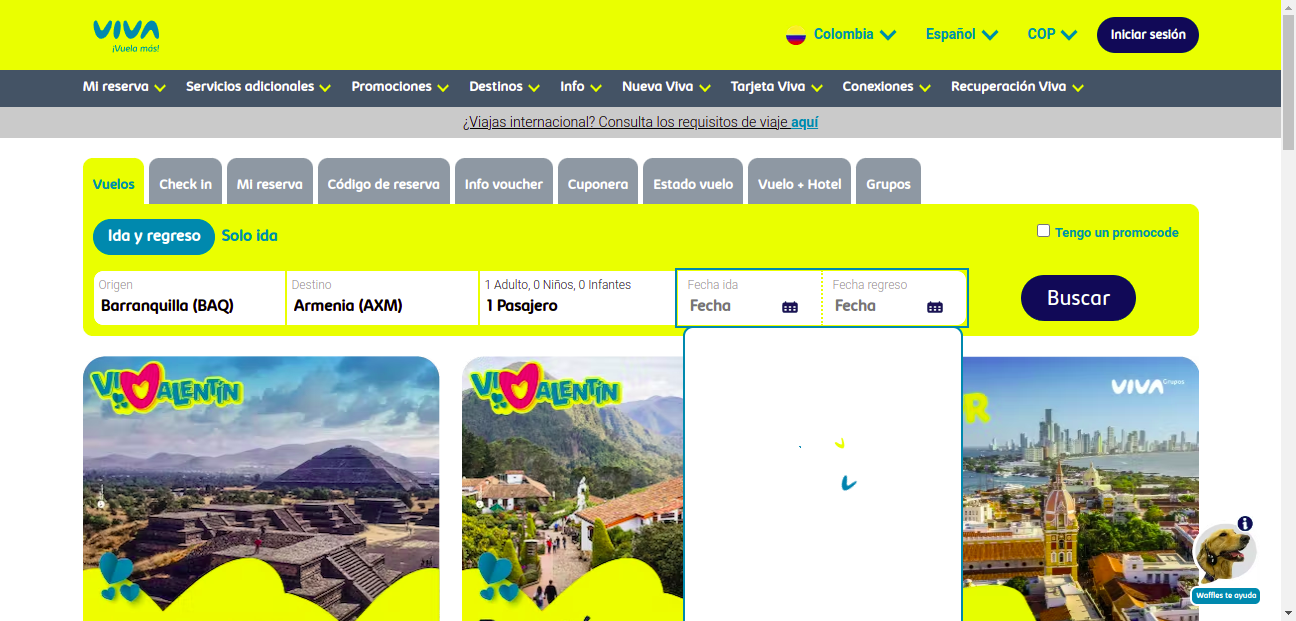 VIVA
¡Vuela más!
Colombia
Español
COP
Iniciar sesión
Mi reserva
Servicios adicionales
Promociones
Destinos
Info
Nueva Viva
Tarjeta Viva
Conexiones
Recuperación Viva
¿Viajas internacional? Consulta los requisitos de viaje aquí
Vuelos
Check In
Mi reserva
Código de reserva
Info voucher
Cuponera
Estado vuelo
Vuelo + Hotel
Grupos
Ida y regreso
Solo ida
Tengo un promocode
Origen
Barranquilla (BAQ)
Destino
Armenia (AXM)
1 Adulto, 0 Niños, 0 Infantes
1 Pasajero
Fecha ida
Fecha
Fecha regreso
Fecha
Buscar
VIVALENTÍN
VIVALENTÍN
R
VIVA Grupos
i
Waffles te ayuda